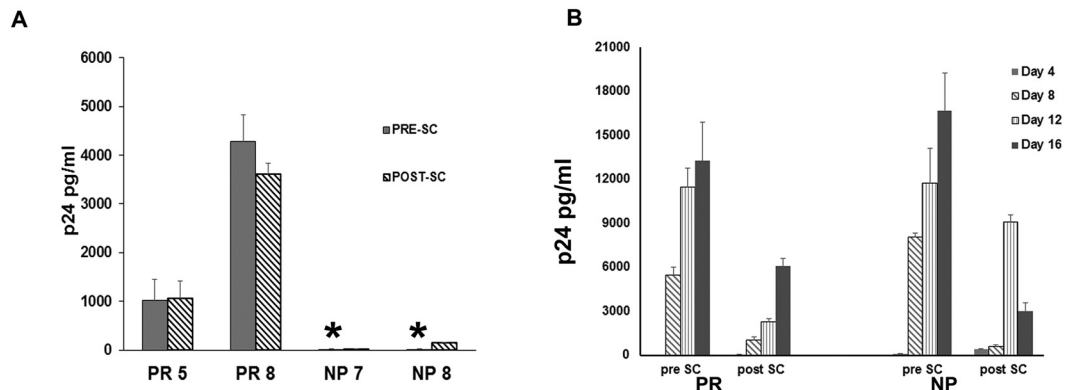 A
p24 pg/ml
6000
5000
4000
3000
2000
1000
0
PRE-SC
POST-SC
*
*
PR 5
PR 8
NP 7
NP 8
B
p24 pg/ml
21000
18000
15000
12000
9000
6000
3000
0
Day 4
Day 8
Day 12
Day 16
pre SC
post SC
pre SC
post SC
PR
NP